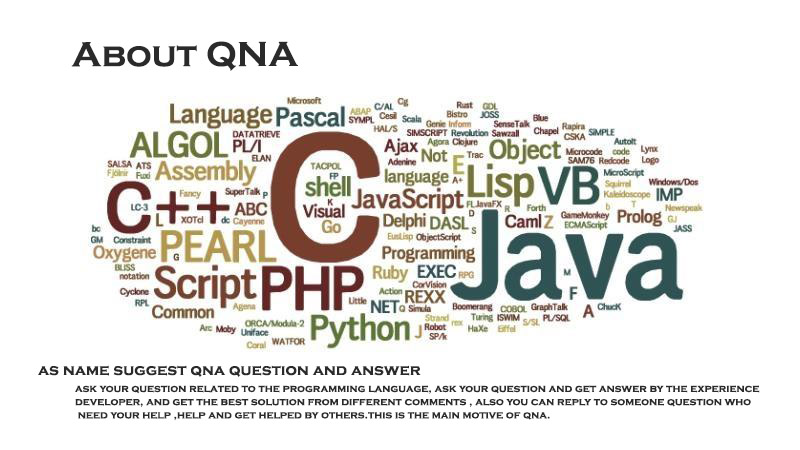 About QNA
Microsoft C/AL Cg Rust GDL
Language Pascal ABAP SYMPL Cesil Scala Bistro JOSS Blue
HAL/S Genie Inform SenseTalk Rapira
DATATRIEVE SIMSCRIPT Revolution Sawzall Chapel CSKA SiMPLE
ALGOL PL/I Ajax Agora Clojure Object AutoIt
ELAN Not Trac Microcode code Lynx
SALSA ATS TACPOL Adenine E SAM76 Redcode Logo
Fjölnir Fuxi Assembly FP language A+ Lisp VB MicroScript
C++ Fancy SuperTalk P C shell Squirrel Windows/Dos
K JavaScript Kaleidoscope IMP
LC-3 XOTcl dc ABC Visual FL JavaFX R Forth b T Newspeak
L Cayenne Go Delphi DASL D S Caml Z GameMonkey Prolog GJ
bc ECMAScript JASS
GM Constraint PEARL EusLisp ObjectScript Java
Oxygene G Programming
BLISS notation Script PHP Ruby EXEC RPG M
Cyclone CorVision F
RPL Common Agena Little Action REXX A ChucK
NET Q Simula Boomerang COBOL GraphTalk
Arc Moby ORCA/Modula-2 Python Strand rex Turing ISWIM PL/SQL
Uniface J Robot HaXe Eiffel S/SL
Coral WATFOR SP/k
AS NAME SUGGEST QNA QUESTION AND ANSWER
ASK YOUR QUESTION RELATED TO THE PROGRAMMING LANGUAGE, ASK YOUR QUESTION AND GET ANSWER BY THE EXPERIENCE
DEVELOPER, AND GET THE BEST SOLUTION FROM DIFFERENT COMMENTS , ALSO YOU CAN REPLY TO SOMEONE QUESTION WHO
NEED YOUR HELP ,HELP AND GET HELPED BY OTHERS.THIS IS THE MAIN MOTIVE OF QNA.